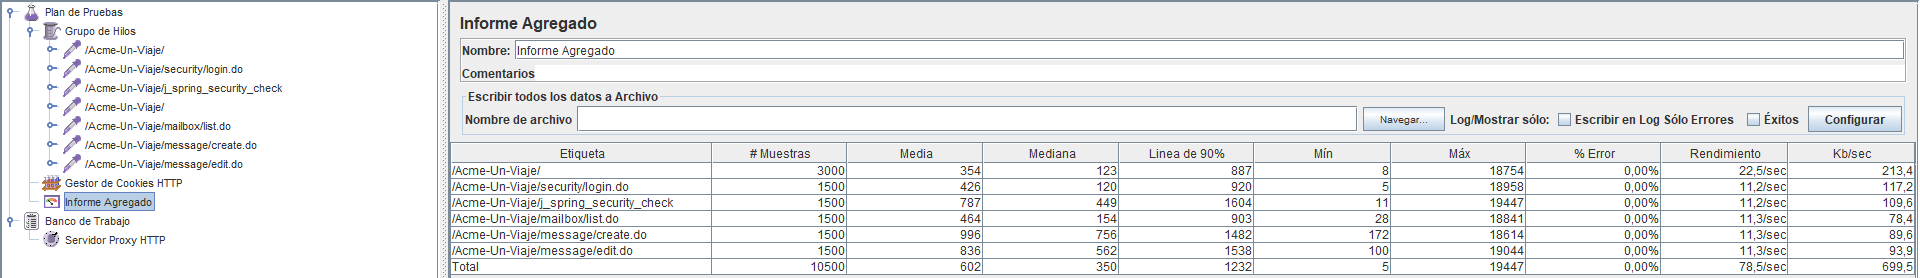 Plan de Pruebas
Grupo de Hilos
/Acme-Un-Viaje/
/Acme-Un-Viaje/security/login.do
/Acme-Un-Viaje/j_spring_security_check
/Acme-Un-Viaje/
/Acme-Un-Viaje/mailbox/list.do
/Acme-Un-Viaje/message/create.do
/Acme-Un-Viaje/message/edit.do
Gestor de Cookies HTTP
Informe Agregado
Banco de Trabajo
Servidor Proxy HTTP
Informe Agregado
Nombre: Informe Agregado
Comentarios
Escribir todos los datos a Archivo
Nombre de archivo Navegar... Log/Mostrar sólo: Escribir en Log Sólo Errores Éxitos Configurar
Etiqueta # Muestras Media Mediana Linea de 90% Mín Máx % Error Rendimiento Kb/sec
/Acme-Un-Viaje/ 3000 354 123 887 8 18754 0,00% 22,5/sec 213,4
/Acme-Un-Viaje/security/login.do 1500 426 120 920 5 18958 0,00% 11,2/sec 117,2
/Acme-Un-Viaje/j_spring_security_check 1500 787 449 1604 11 19447 0,00% 11,2/sec 109,6
/Acme-Un-Viaje/mailbox/list.do 1500 464 154 903 28 18841 0,00% 11,3/sec 78,4
/Acme-Un-Viaje/message/create.do 1500 996 756 1482 172 18614 0,00% 11,3/sec 89,6
/Acme-Un-Viaje/message/edit.do 1500 836 562 1538 100 19044 0,00% 11,3/sec 93,9
Total 10500 602 350 1232 5 19447 0,00% 78,5/sec 699,5